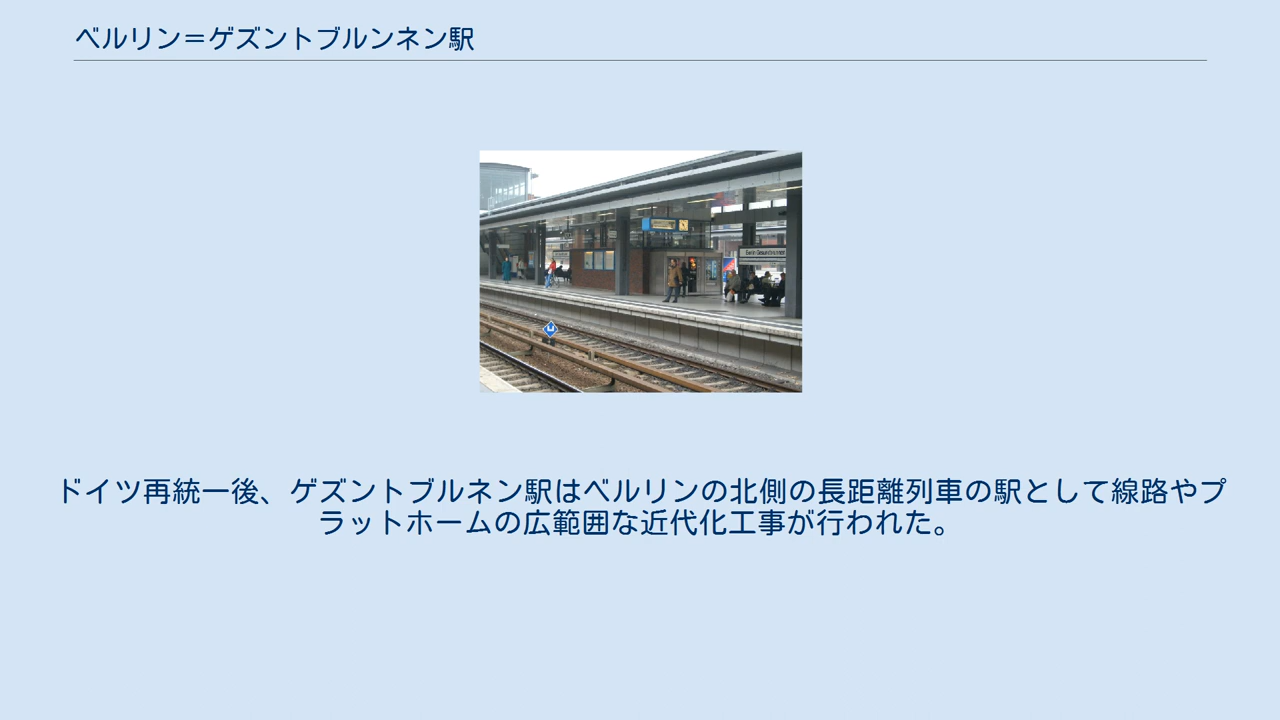 ベルリン＝ゲズントブルンネン駅
ドイツ再統一後、ゲズントブルネン駅はベルリンの北側の長距離列車の駅として線路やプ
ラットホームの広範囲な近代化工事が行われた。